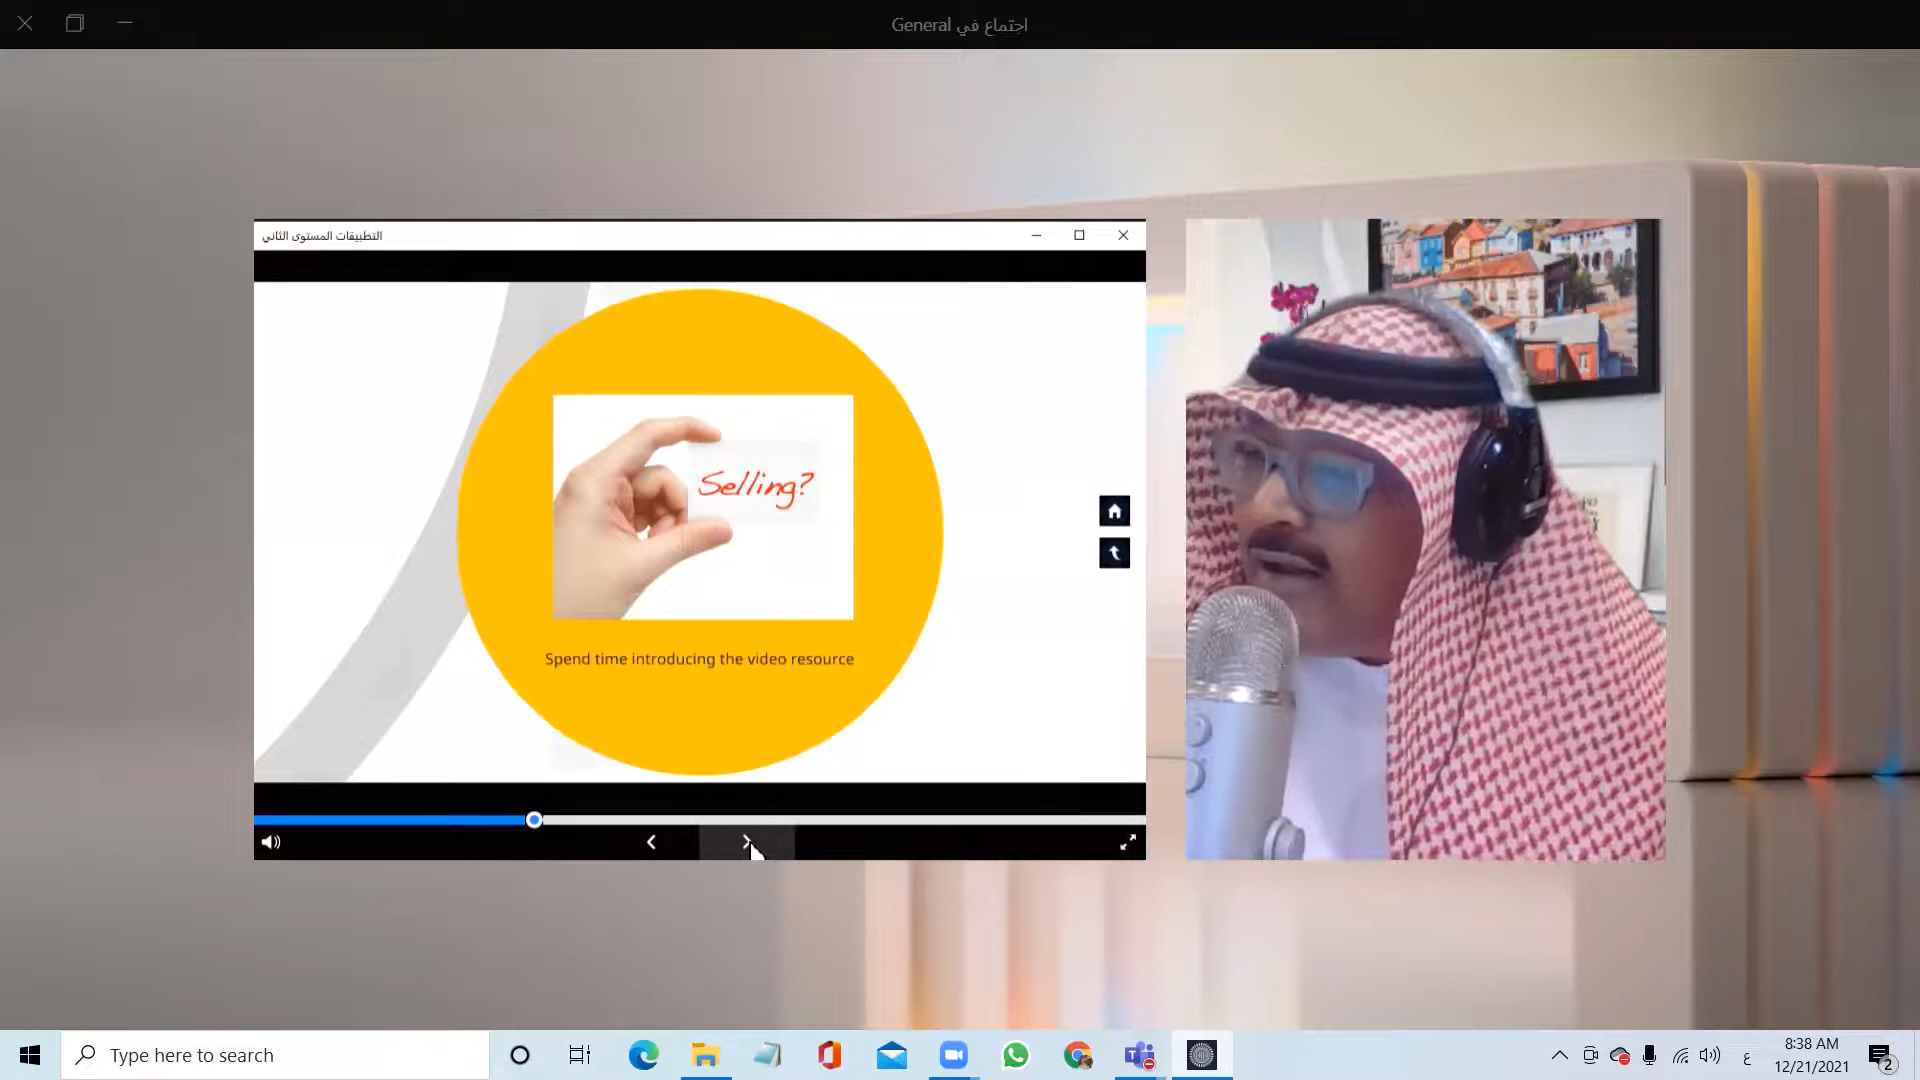 اجتماع في General
التطبيقات المستوى الثاني
Selling?
Spend time introducing the video resource
Type here to search
ع
8:38 AM
12/21/2021
2